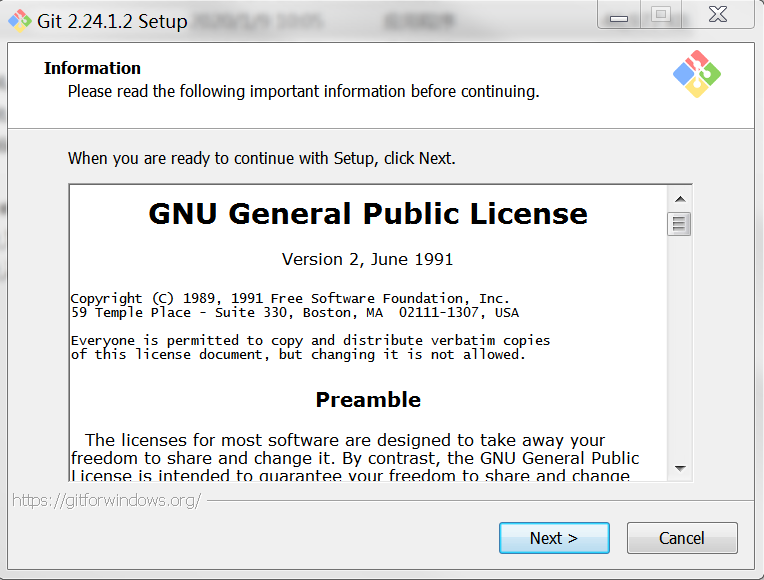 Git 2.24.1.2 Setup
Information
Please read the following important information before continuing.
When you are ready to continue with Setup, click Next.
GNU General Public License
Version 2, June 1991
Copyright (C) 1989, 1991 Free Software Foundation, Inc.
59 Temple Place - Suite 330, Boston, MA  02111-1307, USA
Everyone is permitted to copy and distribute verbatim copies
of this license document, but changing it is not allowed.
Preamble
The licenses for most software are designed to take away your
freedom to share and change it. By contrast, the GNU General Public
License is intended to guarantee your freedom to share and change
https://gitforwindows.org/
Next >
Cancel